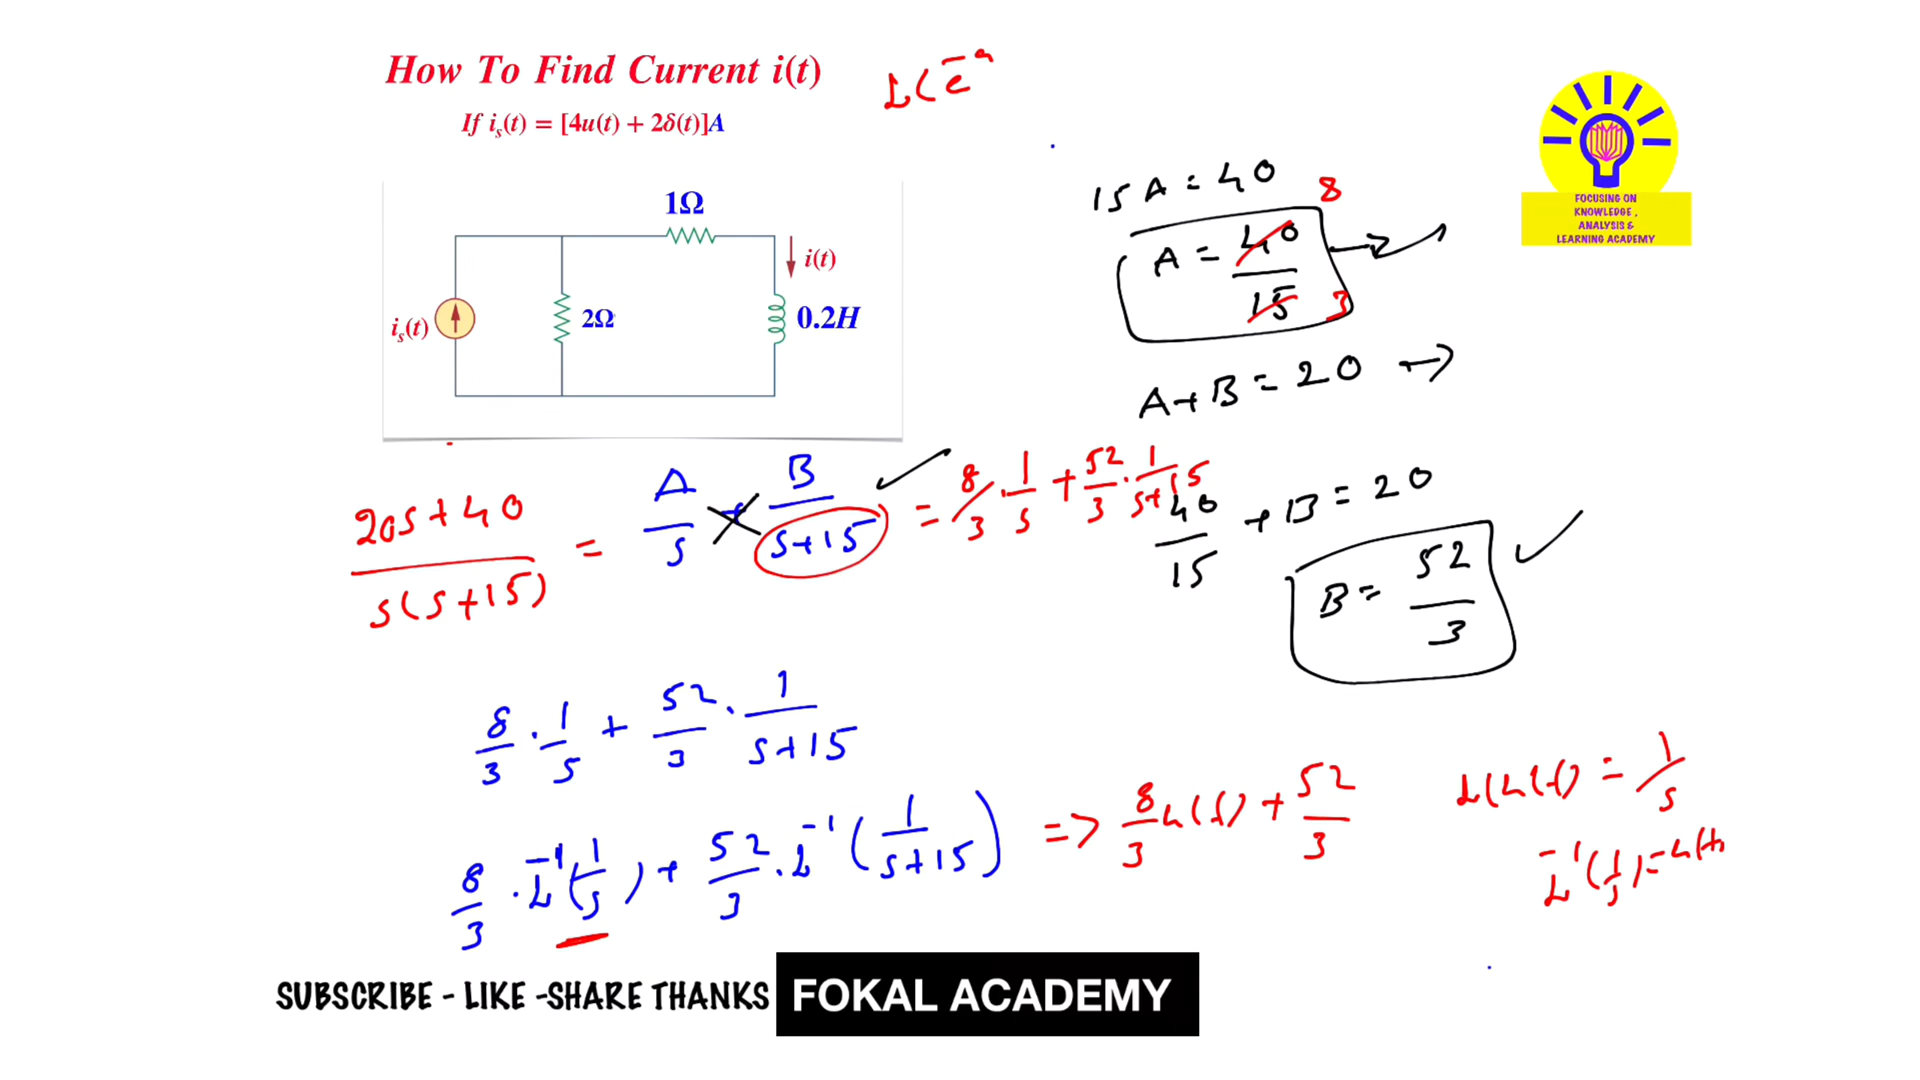 How To Find Current i(t)
If iₛ(t) = [4u(t) + 2δ(t)]A
L(e⁻ᵃ
FOCUSING ON
KNOWLEDGE ,
ANALYSIS &
LEARNING ACADEMY
1Ω
i(t)
iₛ(t)
2Ω
0.2H
15A = 40
A = 40/15 8 3
A+B = 20 →
40/15 + B = 20
B = 52/3
20s+40 / s(s+15) = A/s + B/s+15 = 8/3 . 1/s + 52/3 . 1/s+15
8/3 . 1/s + 52/3 . 1/s+15
8/3 . L⁻¹(1/s) + 52/3 . L⁻¹(1/s+15) => 8/3 u(t) + 52/3
L(u(t) = 1/s
L⁻¹(1/s) = u(t)
SUBSCRIBE - LIKE -SHARE THANKS
FOKAL ACADEMY